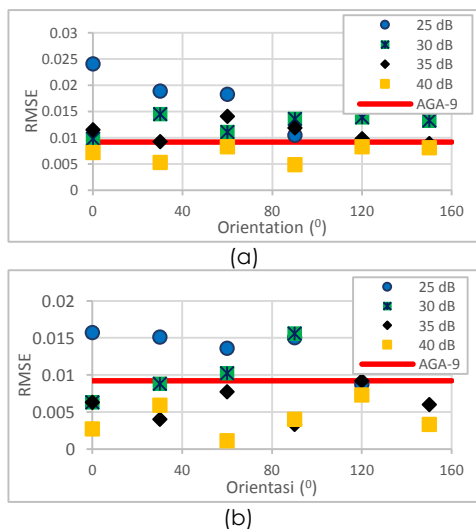 0.03
25 dB
0.025
30 dB
0.02
35 dB
0.015
40 dB
0.01
AGA-9
0.005
0
RMSE
0 40 80 120 160
Orientation (⁰)
(a)
0.02
25 dB
30 dB
0.015
35 dB
40 dB
0.01
AGA-9
0.005
0
RMSE
0 40 80 120 160
Orientasi (⁰)
(b)